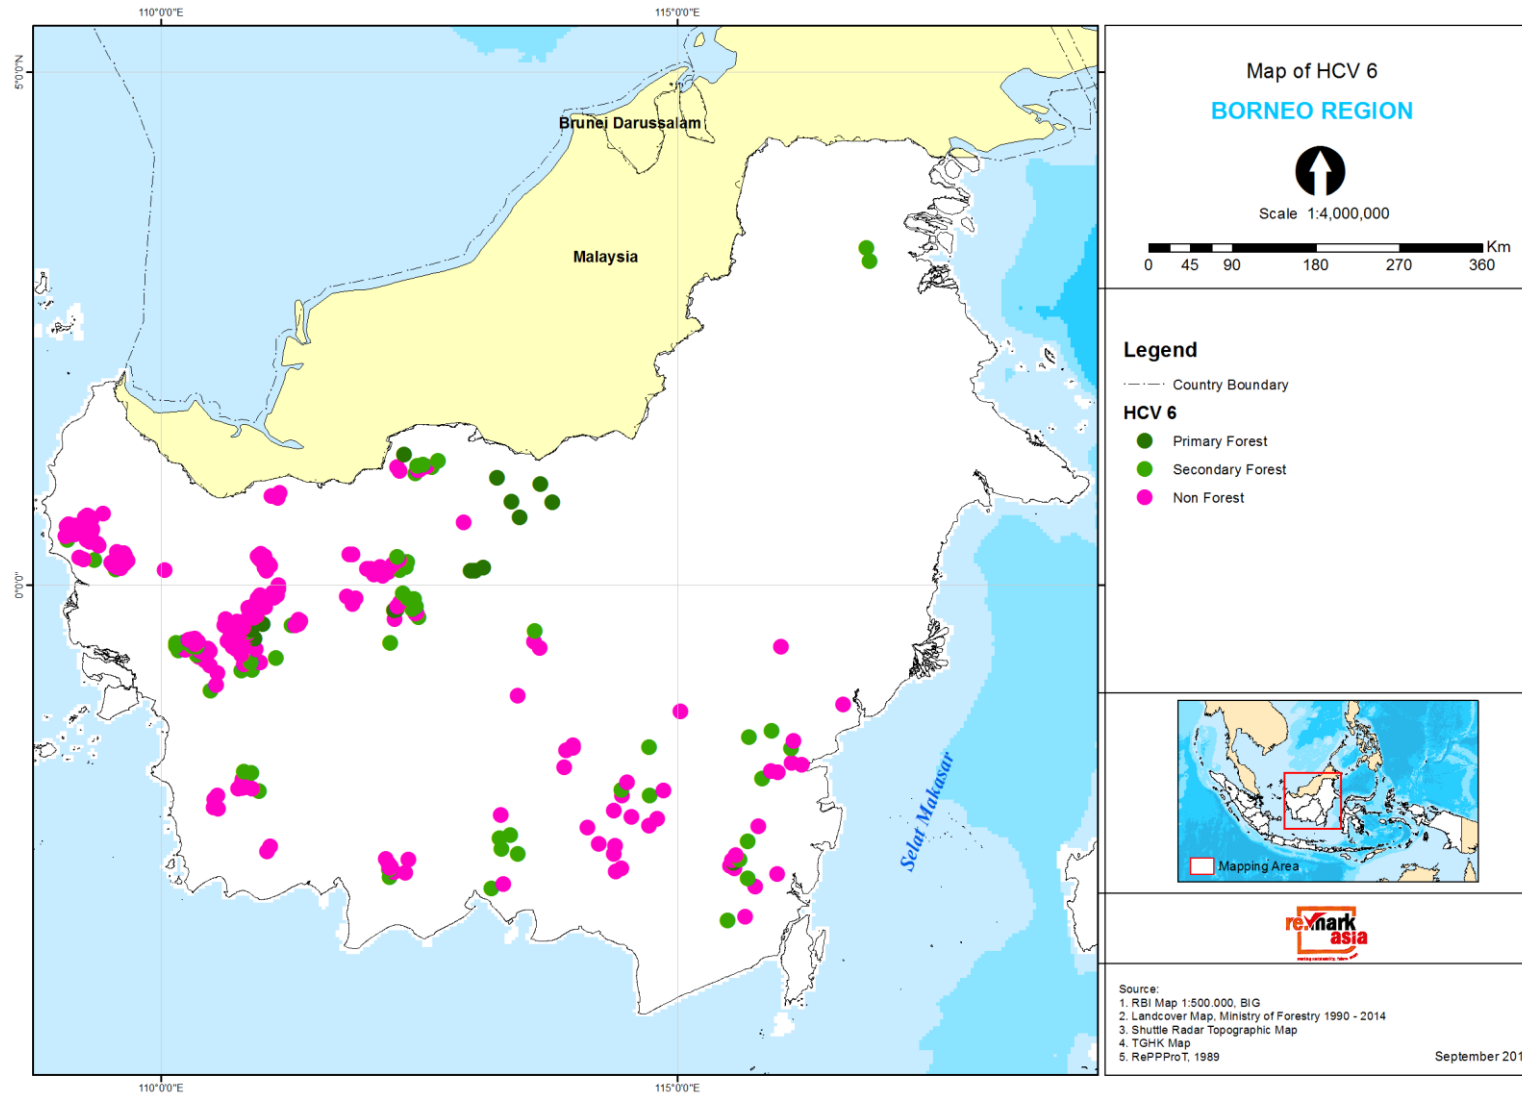 110°0'0"E
115°0'0"E
5°0'0"N
0°0'0"
Brunei Darussalam
Malaysia
Selat Makasar
110°0'0"E
115°0'0"E
Map of HCV 6
BORNEO REGION
Scale 1:4,000,000
Km
0 45 90 180 270 360
Legend
Country Boundary
HCV 6
Primary Forest
Secondary Forest
Non Forest
Mapping Area
re.mark
asia
Source:
1. RBI Map 1:500.000, BIG
2. Landcover Map, Ministry of Forestry 1990 - 2014
3. Shuttle Radar Topographic Map
4. TGHK Map
5. RePPProT, 1989
September 201